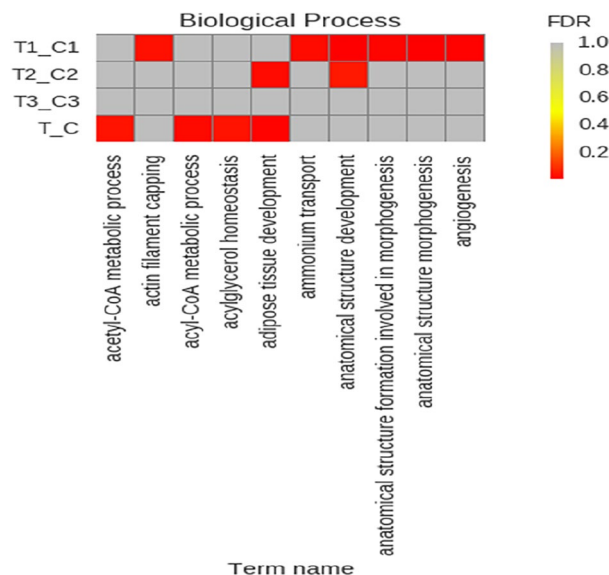 Biological Process
FDR
T1_C1
T2_C2
T3_C3
T_C
1.0
0.8
0.6
0.4
0.2
acetyl-CoA metabolic process
actin filament capping
acyl-CoA metabolic process
acylglycerol homeostasis
adipose tissue development
ammonium transport
anatomical structure development
anatomical structure formation involved in morphogenesis
anatomical structure morphogenesis
angiogenesis
Term name